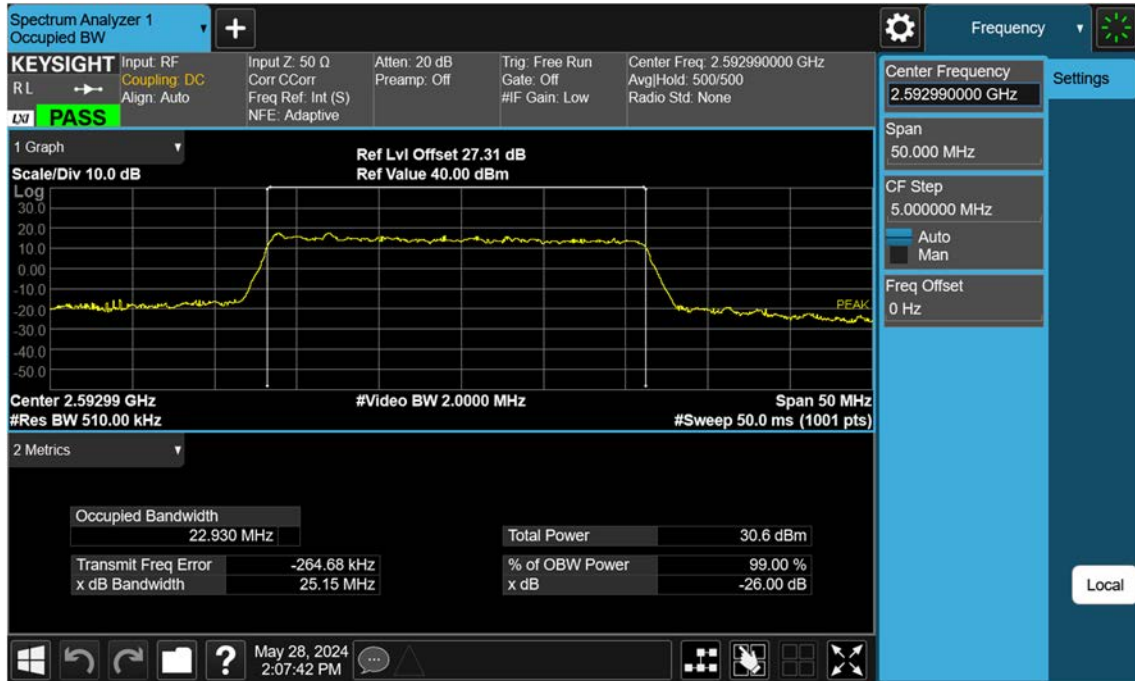 Spectrum Analyzer 1
Occupied BW
+
Frequency
KEYSIGHT
R L
LXI PASS
Input: RF
Coupling: DC
Align: Auto
Input Z: 50 Ω
Corr CCorr
Freq Ref: Int (S)
NFE: Adaptive
Atten: 20 dB
Preamp: Off
Trig: Free Run
Gate: Off
#IF Gain: Low
Center Freq: 2.592990000 GHz
Avg|Hold: 500/500
Radio Std: None
Center Frequency
2.592990000 GHz
Settings
Span
50.000 MHz
CF Step
5.000000 MHz
Auto
Man
Freq Offset
0 Hz
Local
1 Graph
Scale/Div 10.0 dB
Ref Lvl Offset 27.31 dB
Ref Value 40.00 dBm
Log
30.0
20.0
10.0
0.00
-10.0
-20.0
-30.0
-40.0
-50.0
PEAK
Center 2.59299 GHz
#Video BW 2.0000 MHz
Span 50 MHz
#Res BW 510.00 kHz
#Sweep 50.0 ms (1001 pts)
2 Metrics
Occupied Bandwidth
22.930 MHz
Total Power 30.6 dBm
Transmit Freq Error -264.68 kHz
% of OBW Power 99.00 %
x dB Bandwidth 25.15 MHz
x dB -26.00 dB
?
May 28, 2024
2:07:42 PM